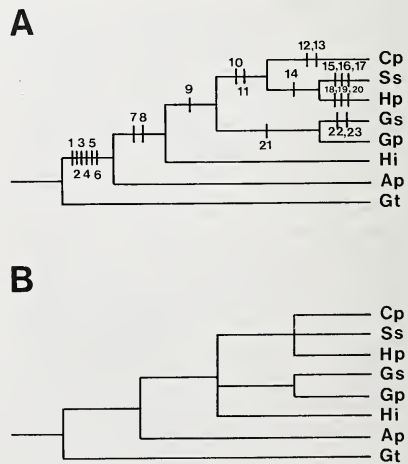 A
12,13
Cp
10
15,16,17
Ss
11
14
18,19,20
Hp
9
Gs
7 8
22,23
21
Gp
1 3 5
Hi
2 4 6
Ap
Gt
B
Cp
Ss
Hp
Gs
Gp
Hi
Ap
Gt